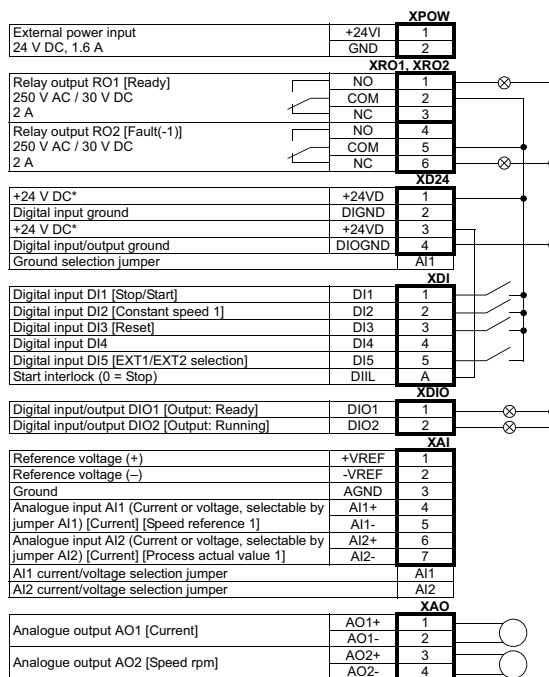 XPOW
External power input +24VI 1
24 V DC, 1.6 A GND 2
XRO1, XRO2
Relay output RO1 [Ready] NO 1
250 V AC / 30 V DC COM 2
2 A NC 3
Relay output RO2 [Fault(-1)] NO 4
250 V AC / 30 V DC COM 5
2 A NC 6
XD24
+24 V DC* +24VD 1
Digital input ground DIGND 2
+24 V DC* +24VD 3
Digital input/output ground DIOGND 4
Ground selection jumper AI1
XDI
Digital input DI1 [Stop/Start] DI1 1
Digital input DI2 [Constant speed 1] DI2 2
Digital input DI3 [Reset] DI3 3
Digital input DI4 DI4 4
Digital input DI5 [EXT1/EXT2 selection] DI5 5
Start interlock (0 = Stop) DIIL A
XDIO
Digital input/output DIO1 [Output: Ready] DIO1 1
Digital input/output DIO2 [Output: Running] DIO2 2
XAI
Reference voltage (+) +VREF 1
Reference voltage (–) -VREF 2
Ground AGND 3
Analogue input AI1 (Current or voltage, selectable by AI1+ 4
jumper AI1) [Current] [Speed reference 1] AI1- 5
Analogue input AI2 (Current or voltage, selectable by AI2+ 6
jumper AI2) [Current] [Process actual value 1] AI2- 7
AI1 current/voltage selection jumper AI1
AI2 current/voltage selection jumper AI2
XAO
Analogue output AO1 [Current] AO1+ 1
AO1- 2
Analogue output AO2 [Speed rpm] AO2+ 3
AO2- 4